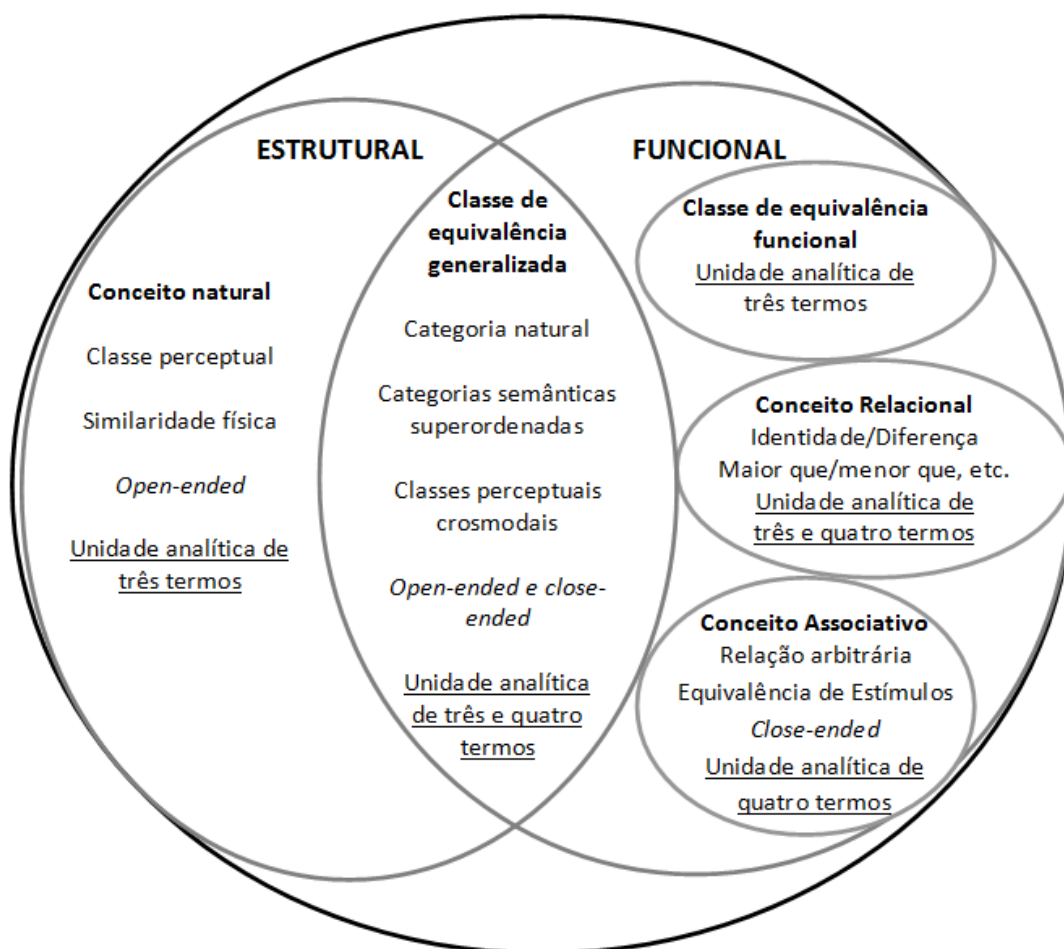 ESTRUTURAL
Conceito natural
Classe perceptual
Similaridade física
Open-ended
Unidade analítica de
três termos
Classe de
equivalência
generalizada
Categoria natural
Categorias semânticas
superordenadas
Classes perceptuais
crosmodais
Open-ended e close-
ended
Unidade analítica
de três e quatro
termos
FUNCIONAL
Classe de equivalência
funcional
Unidade analítica de
três termos
Conceito Relacional
Identidade/Diferença
Maior que/menor que, etc.
Unidade analítica de
três e quatro termos
Conceito Associativo
Relação arbitrária
Equivalência de Estímulos
Close-ended
Unidade analítica de
quatro termos